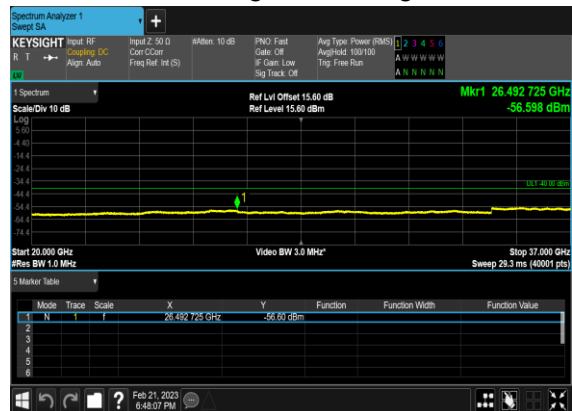 Spectrum Analyzer 1
Swept SA
KEYSIGHT Input: RF Input Z: 50 Ω #Atten: 10 dB PNO: Fast Avg Type: Power (RMS) 1 2 3 4 5 6
R T Coupling: DC Corr CCorr Gate: Off Avg|Hold: 100/100 A W W W W W
Align: Auto Freq Ref: Int (S) IF Gain: Low Trig: Free Run
LW Sig Track: Off A N N N N N
1 Spectrum Ref Lvl Offset 15.60 dB Mkr1 26.492 725 GHz
Scale/Div 10 dB Ref Level 15.60 dBm -56.598 dBm
Log
5.60
-4.40
-14.4
-24.4
-34.4
DL1 -40.00 dBm
-44.4
1
-54.4
-64.4
-74.4
Start 20.000 GHz Video BW 3.0 MHz* Stop 37.000 GHz
#Res BW 1.0 MHz Sweep 29.3 ms (40001 pts)
5 Marker Table
Mode Trace Scale X Y Function Function Width Function Value
1 N 1 f 26.492 725 GHz -56.60 dBm
2
3
4
5
6
? Feb 21, 2023
6:48:07 PM